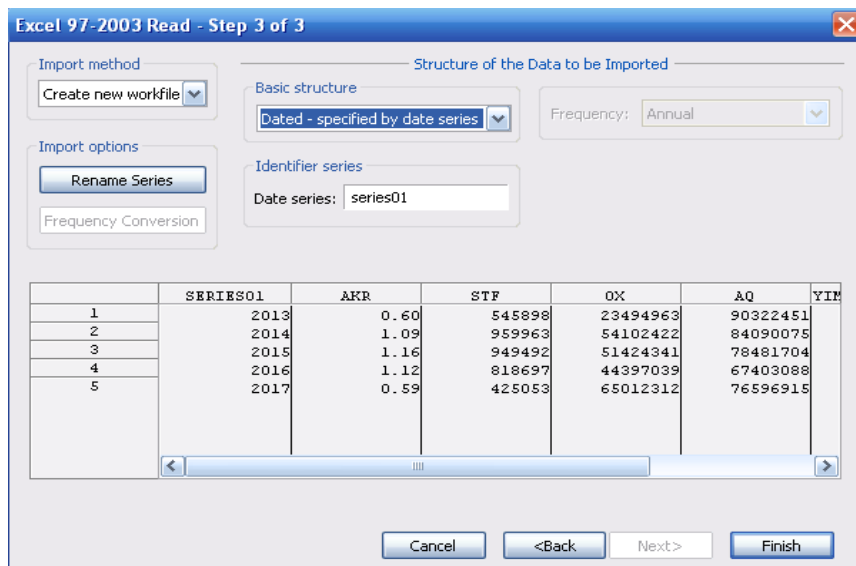 Excel 97-2003 Read - Step 3 of 3
Import method
Create new workfile
Structure of the Data to be Imported
Basic structure
Dated - specified by date series
Frequency: Annual
Import options
Rename Series
Frequency Conversion
Identifier series
Date series: series01
SERIES01 AKR STF OX AQ
1 2013 0.60 545898 23494963 90322451
2 2014 1.09 959963 54102422 84090075
3 2015 1.16 949492 51424341 78481704
4 2016 1.12 818697 44397039 67403088
5 2017 0.59 425053 65012312 76596915
Cancel <Back Next> Finish